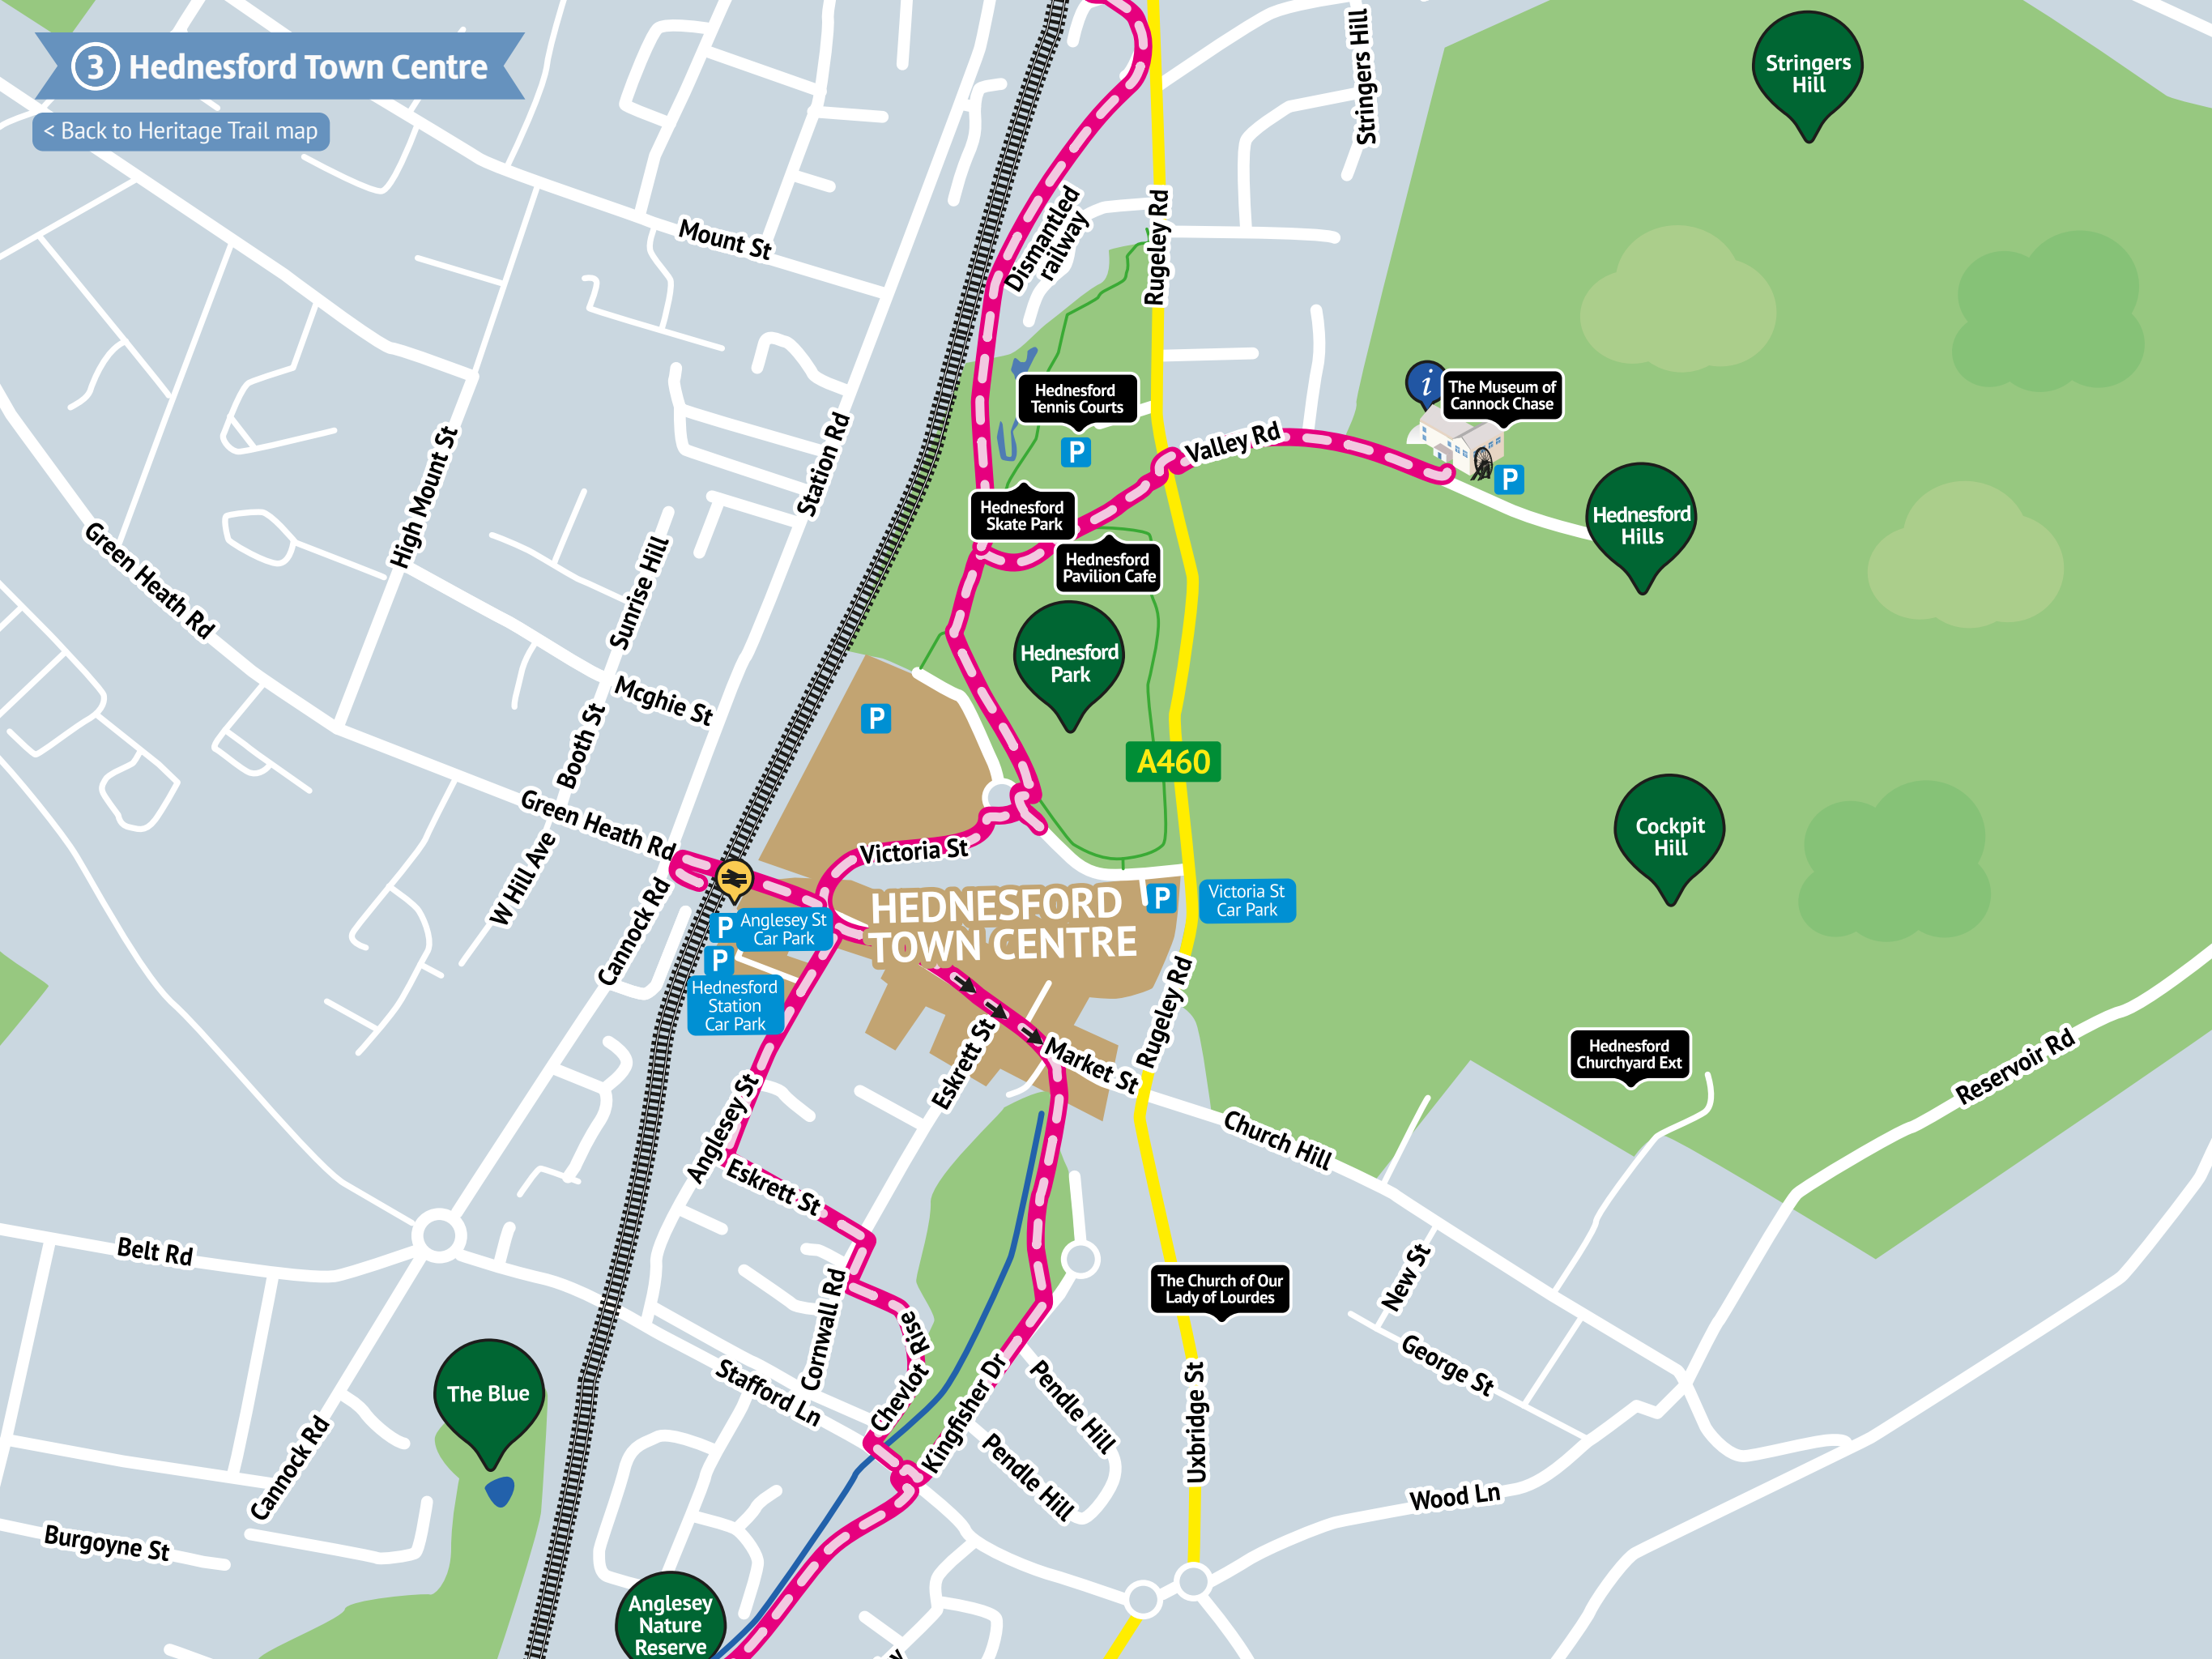 3 Hednesford Town Centre
< Back to Heritage Trail map
Stringers Hill
Stringers
Hill
Mount St
Dismantled
railway
Rugeley Rd
Hednesford
Tennis Courts
P
i
The Museum of
Cannock Chase
P
Valley Rd
Station Rd
High Mount St
Hednesford
Skate Park
Hednesford
Hills
Green Heath Rd
Sunrise Hill
Hednesford
Pavilion Cafe
Hednesford
Park
Mcghie St
P
Booth St
A460
Green Heath Rd
Cockpit
Hill
Victoria St
W Hill Ave
Cannock Rd
HEDNESFORD
TOWN CENTRE
P
Victoria St
Car Park
P
Anglesey St
Car Park
P
Hednesford
Station
Car Park
Rugeley Rd
Eskrett St
Market St
Hednesford
Churchyard Ext
Reservoir Rd
Anglesey St
Church Hill
Eskrett St
Belt Rd
New St
The Church of Our
Lady of Lourdes
Cornwall Rd
Chevlot Rise
George St
The Blue
Stafford Ln
Kingfisher Dr
Pendle Hill
Uxbridge St
Cannock Rd
Pendle Hill
Wood Ln
Burgoyne St
Anglesey
Nature
Reserve